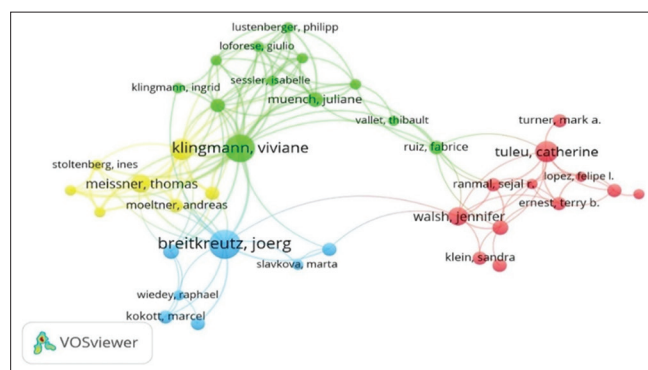 lustenberger, philipp
loforese, giulio
klingmann, ingrid
sessler, isabelle
muench, juliane
vallet, thibault
turner, mark a.
klingmann, viviane
ruiz, fabrice
tuleu, catherine
stoltenberg, ines
meissner, thomas
ranmal, sejal r.
lopez, felipe l.
moeltner, andreas
ernest, terry b.
walsh, jennifer
breitkreutz, joerg
slavkova, marta
klein, sandra
wiedey, raphael
kokott, marcel
VOSviewer